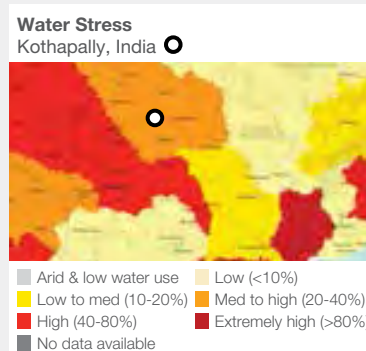 Water Stress
Kothapally, India
Arid & low water use Low (<10%)
Low to med (10-20%) Med to high (20-40%)
High (40-80%) Extremely high (>80%
No data available